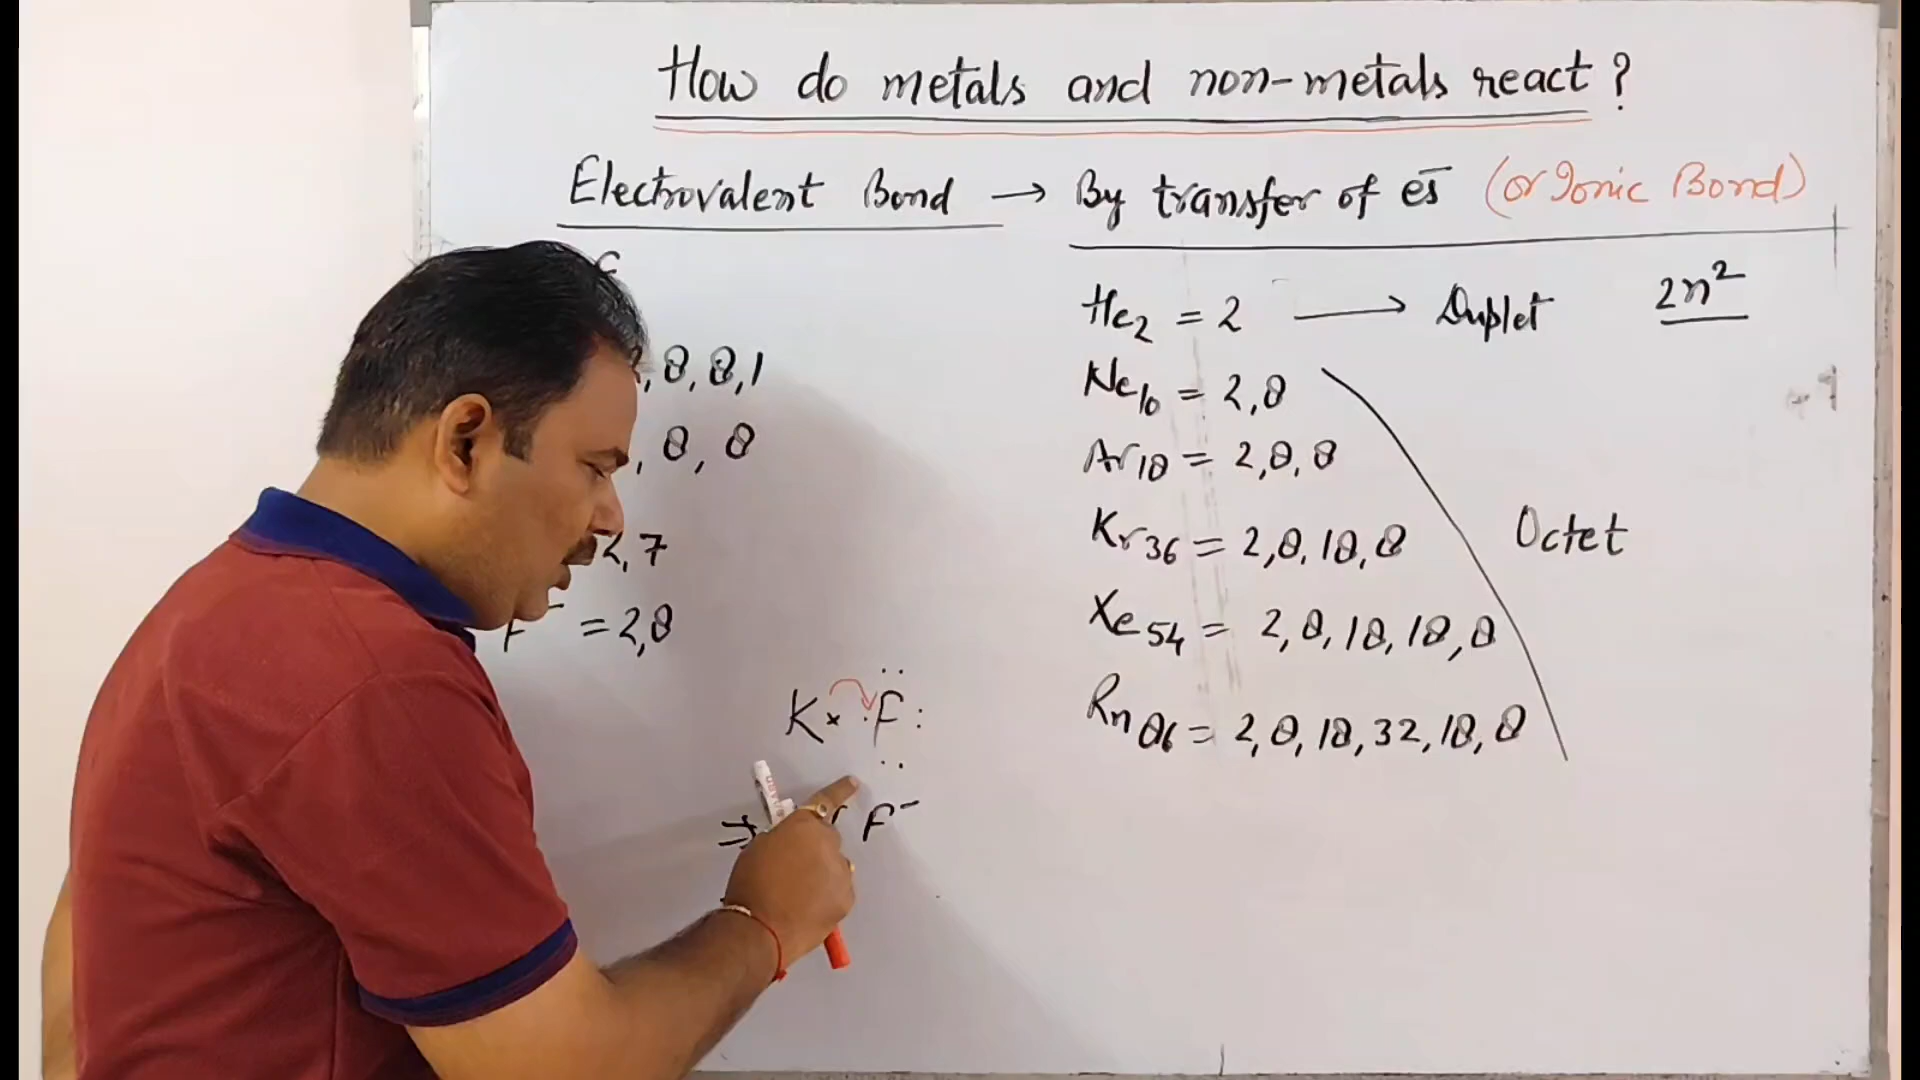 How do metals and non-metals react?
Electrovalent Bond → By transfer of es̄ (or Ionic Bond)
He2 = 2 → Duplet 2n²
Ne10 = 2,8
Ar18 = 2,8,8
Kr36 = 2,8,18,8 Octet
Xe54 = 2,8,18,18,8
Rn86 = 2,8,18,32,18,8
,8,8,1
,8,8
2,7
F⁻ = 2,8
K× ·F:
⇒ F⁻